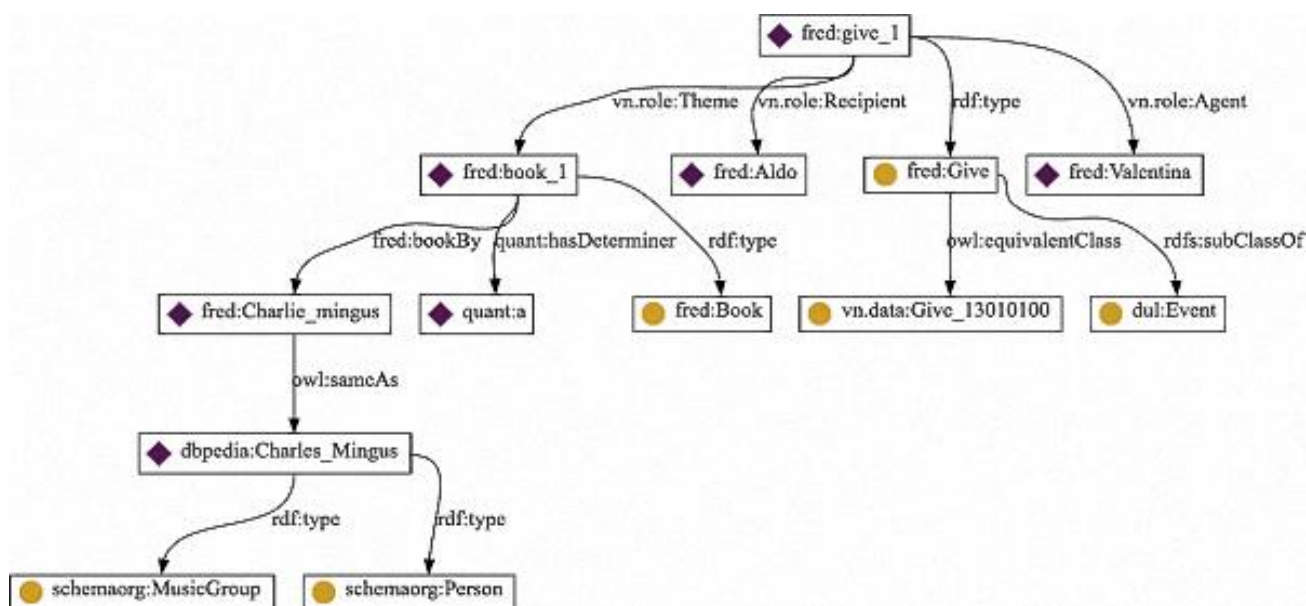 fred:give_1
vn.role:Theme vn.role:Recipient rdf:type vn.role:Agent
fred:book_1 fred:Aldo fred:Give fred:Valentina
fred:bookBy quant:hasDeterminer rdf:type owl:equivalentClass rdfs:subClassOf
fred:Charlie_mingus quant:a fred:Book vn.data:Give_13010100 dul:Event
owl:sameAs
dbpedia:Charles_Mingus
rdf:type rdf:type
schemaorg:MusicGroup schemaorg:Person